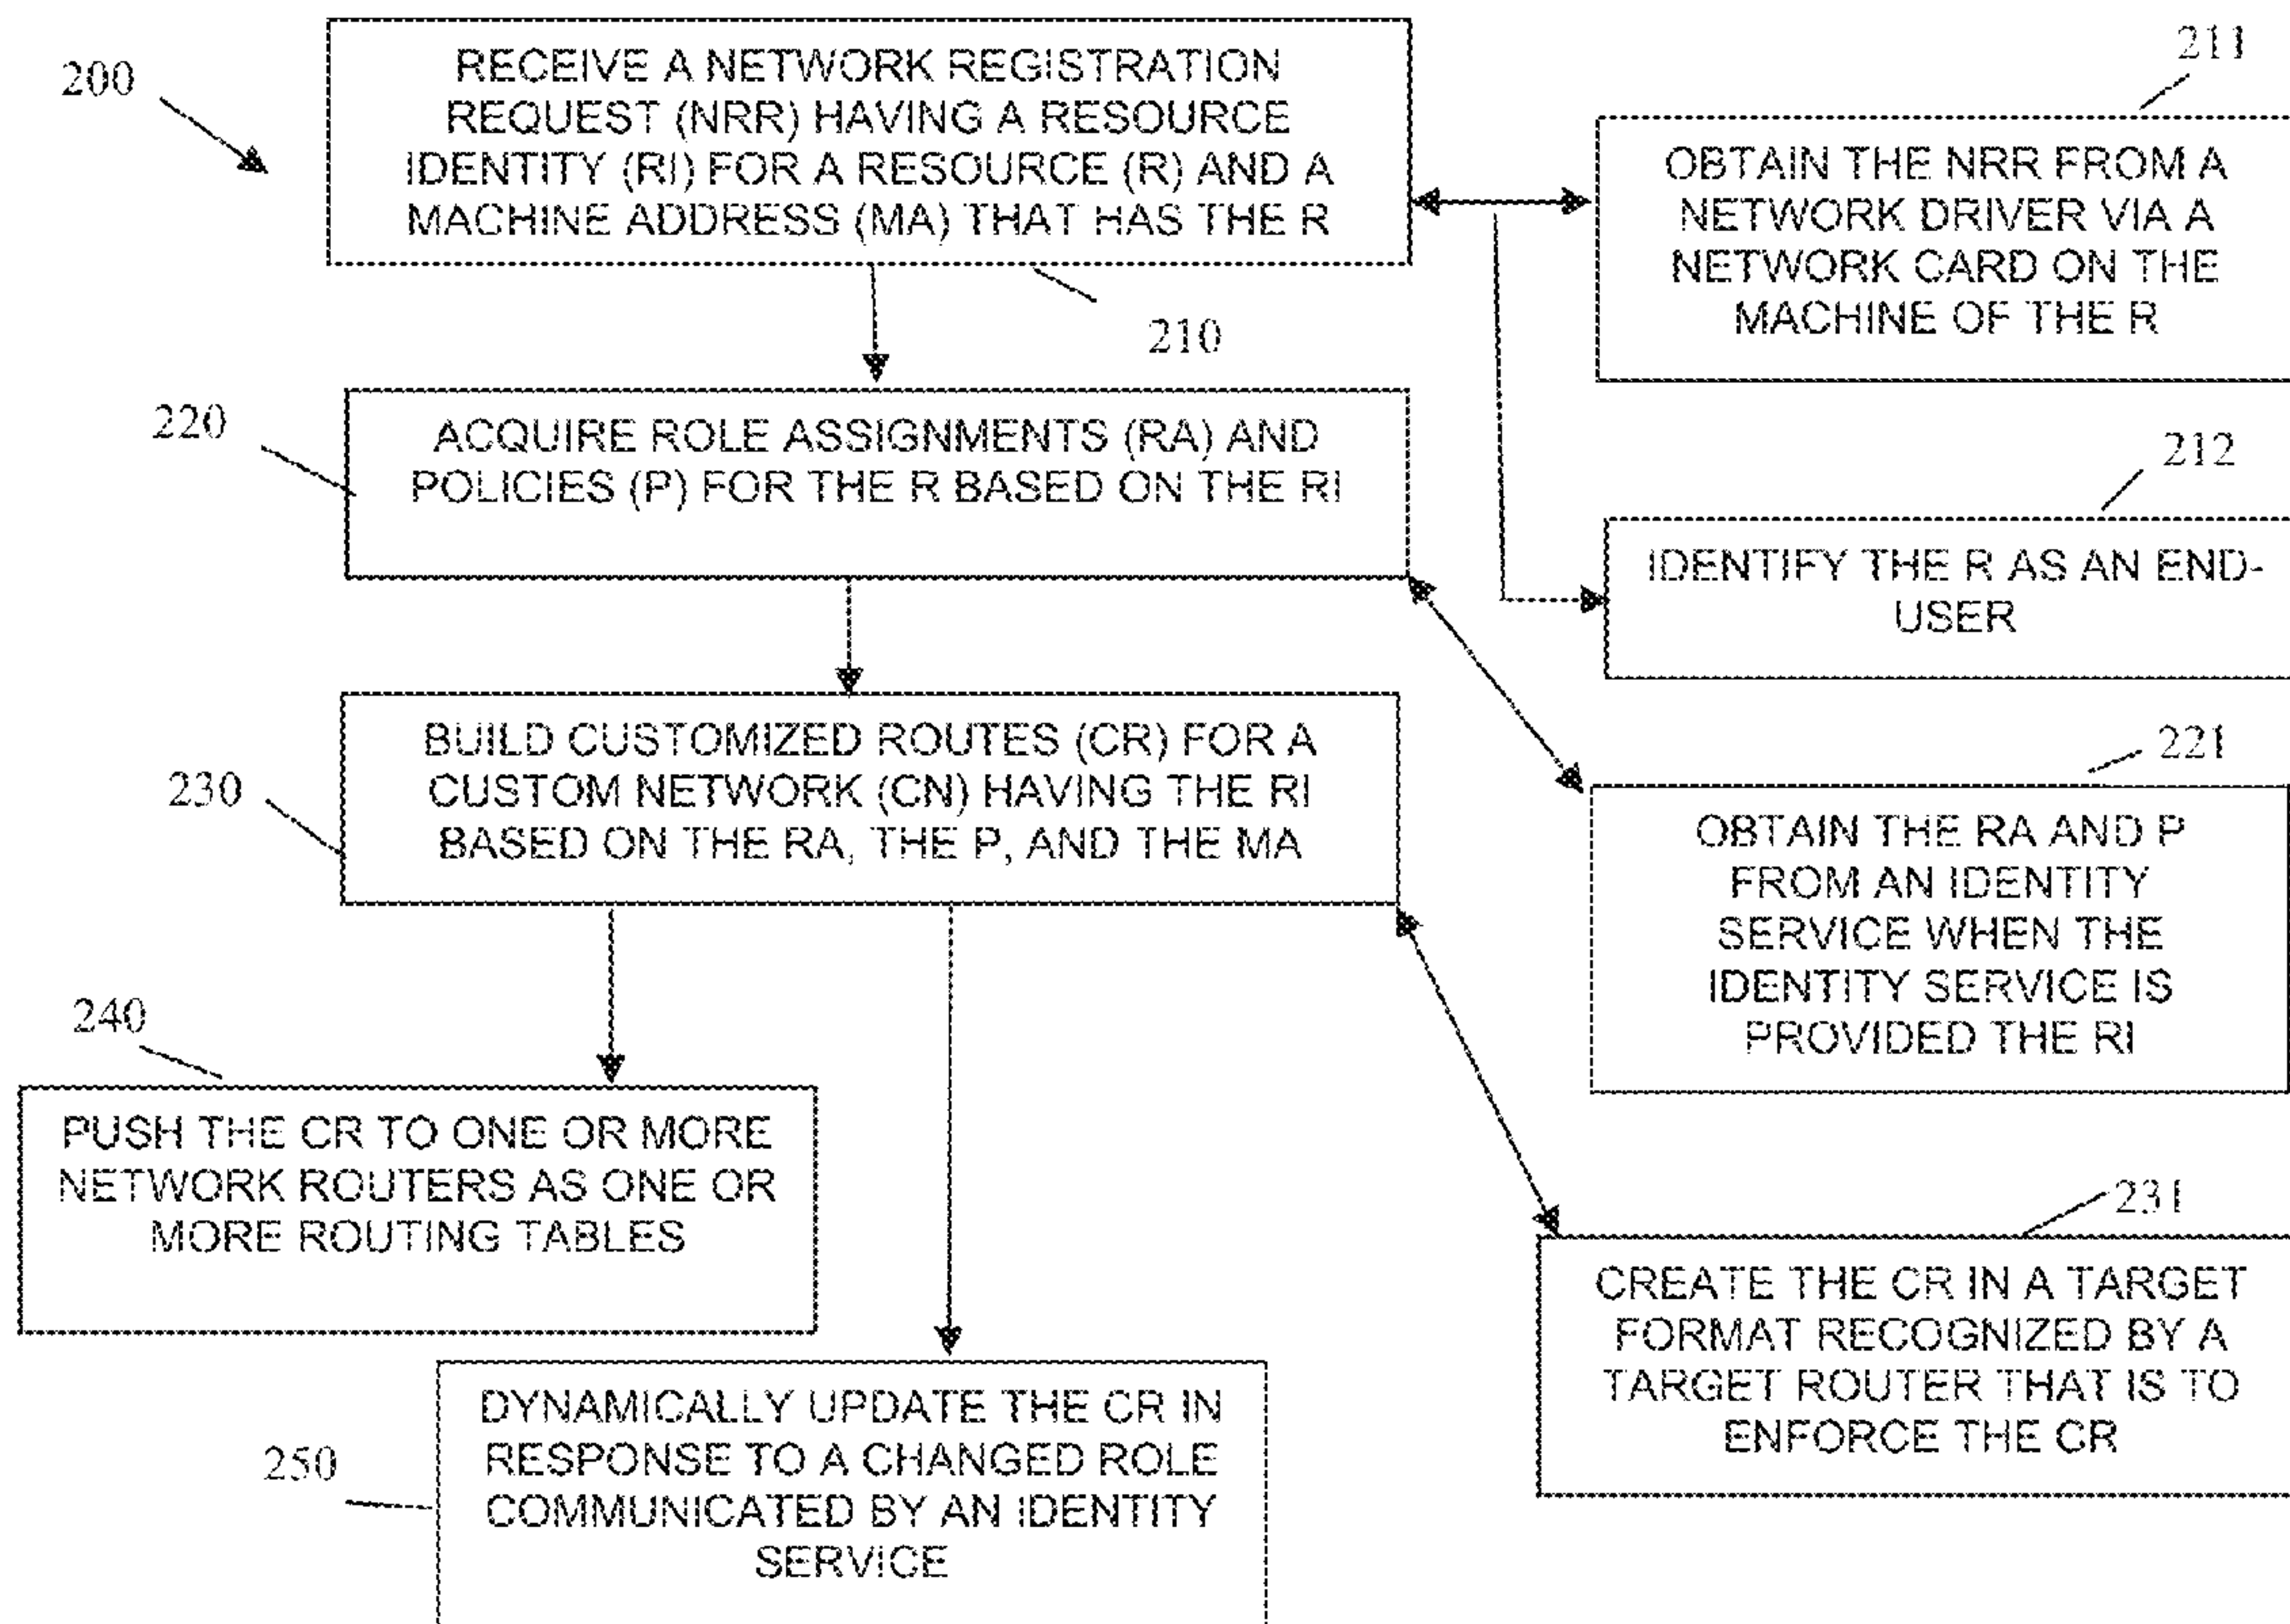 200
RECEIVE A NETWORK REGISTRATION
REQUEST (NRR) HAVING A RESOURCE
IDENTITY (RI) FOR A RESOURCE (R) AND A
MACHINE ADDRESS (MA) THAT HAS THE R
210
211
OBTAIN THE NRR FROM A
NETWORK DRIVER VIA A
NETWORK CARD ON THE
MACHINE OF THE R
220
ACQUIRE ROLE ASSIGNMENTS (RA) AND
POLICIES (P) FOR THE R BASED ON THE RI
212
IDENTIFY THE R AS AN END-
USER
230
BUILD CUSTOMIZED ROUTES (CR) FOR A
CUSTOM NETWORK (CN) HAVING THE RI
BASED ON THE RA, THE P, AND THE MA
221
OBTAIN THE RA AND P
FROM AN IDENTITY
SERVICE WHEN THE
IDENTITY SERVICE IS
PROVIDED THE RI
240
PUSH THE CR TO ONE OR MORE
NETWORK ROUTERS AS ONE OR
MORE ROUTING TABLES
231
CREATE THE CR IN A TARGET
FORMAT RECOGNIZED BY A
TARGET ROUTER THAT IS TO
ENFORCE THE CR
250
DYNAMICALLY UPDATE THE CR IN
RESPONSE TO A CHANGED ROLE
COMMUNICATED BY AN IDENTITY
SERVICE